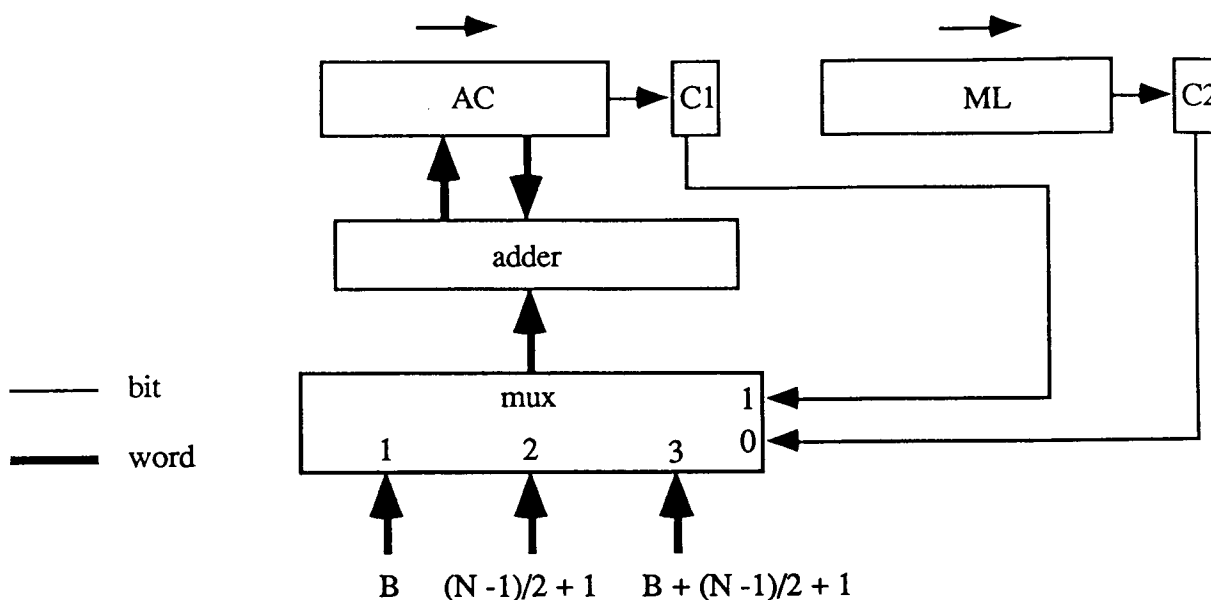 AC
C1
ML
C2
adder
bit
word
mux
1
0
1
2
3
B
(N -1)/2 + 1
B + (N -1)/2 + 1